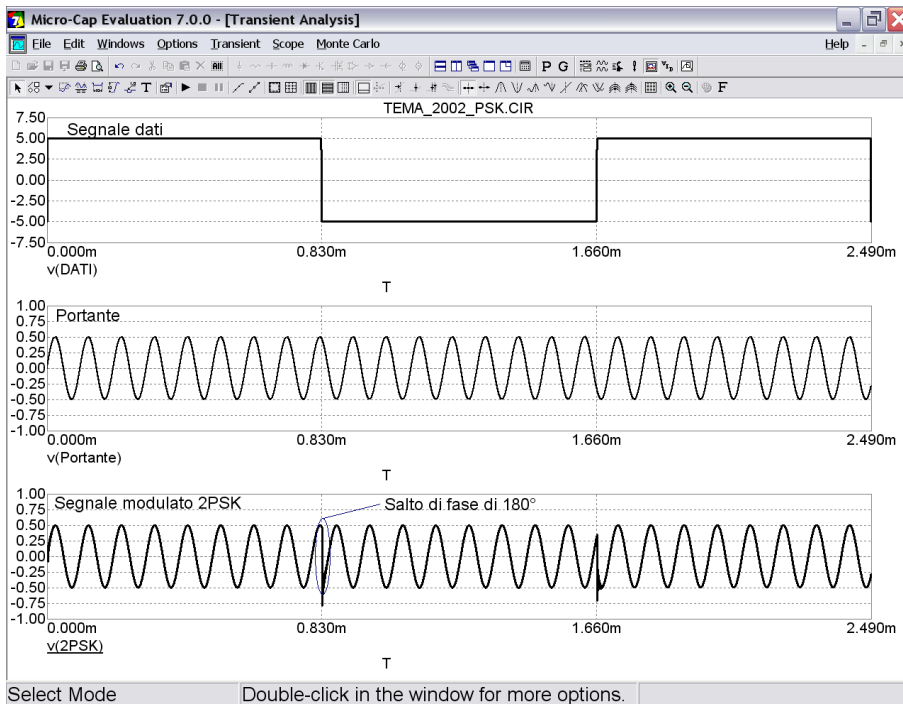 Micro-Cap Evaluation 7.0.0 - [Transient Analysis]
File Edit Windows Options Transient Scope Monte Carlo Help
T P G F
TEMA_2002_PSK.CIR
7.50
5.00
2.50
0.00
-2.50
-5.00
-7.50
Segnale dati
0.000m 0.830m 1.660m 2.490m
v(DATI)
T
1.00
0.75
0.50
0.25
0.00
-0.25
-0.50
-0.75
-1.00
Portante
0.000m 0.830m 1.660m 2.490m
v(Portante)
T
1.00
0.75
0.50
0.25
0.00
-0.25
-0.50
-0.75
-1.00
Segnale modulato 2PSK
Salto di fase di 180°
0.000m 0.830m 1.660m 2.490m
v(2PSK)
T
Select Mode
Double-click in the window for more options.